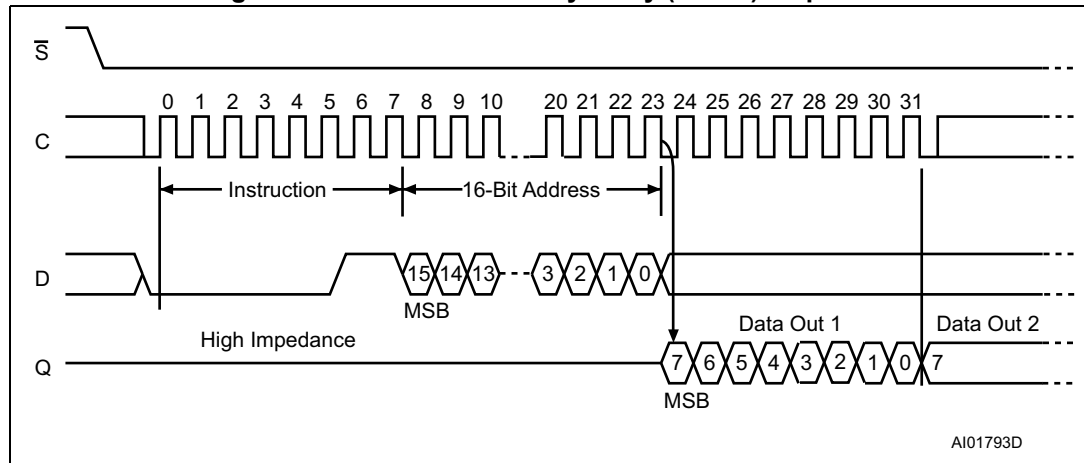 S
0 1 2 3 4 5 6 7 8 9 10 20 21 22 23 24 25 26 27 28 29 30 31
C
Instruction 16-Bit Address
D 15 14 13 3 2 1 0
MSB
High Impedance Data Out 1 Data Out 2
Q 7 6 5 4 3 2 1 0 7
MSB
AI01793D